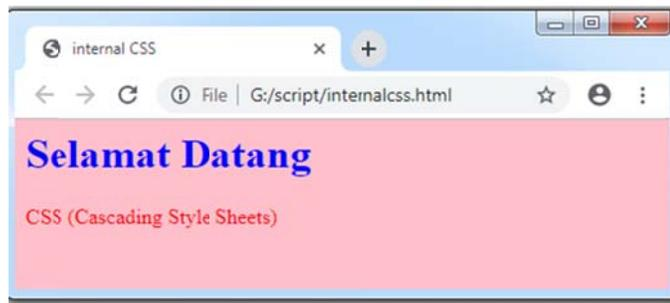 internal CSS
File | G:/script/internalcss.html
Selamat Datang
CSS (Cascading Style Sheets)